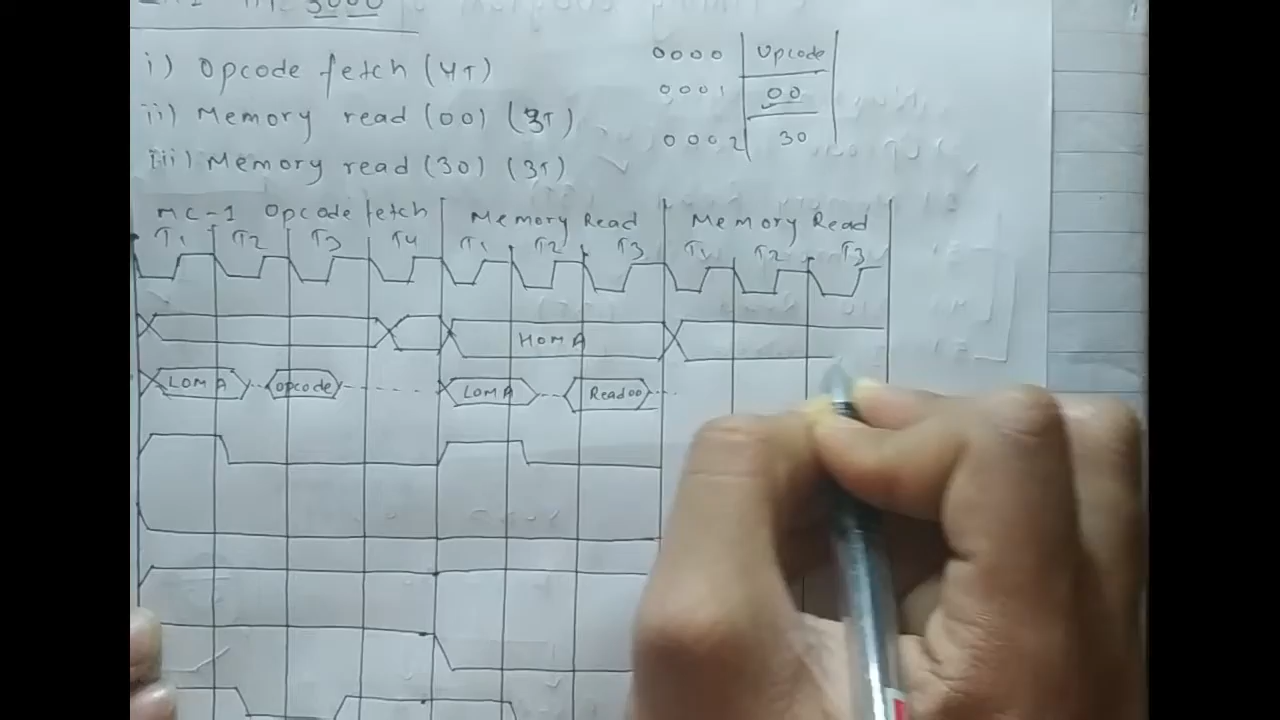 3000
i) Opcode fetch (4T)
ii) Memory read (00) (3T)
iii) Memory read (30) (3T)
0000 Opcode
0001 00
0002 30
MC-1 Opcode fetch Memory Read Memory Read
T1 T2 T3 T4 T1 T2 T3 T1 T2 T3
HOMA
LOMA Opcode LOMA Read 00